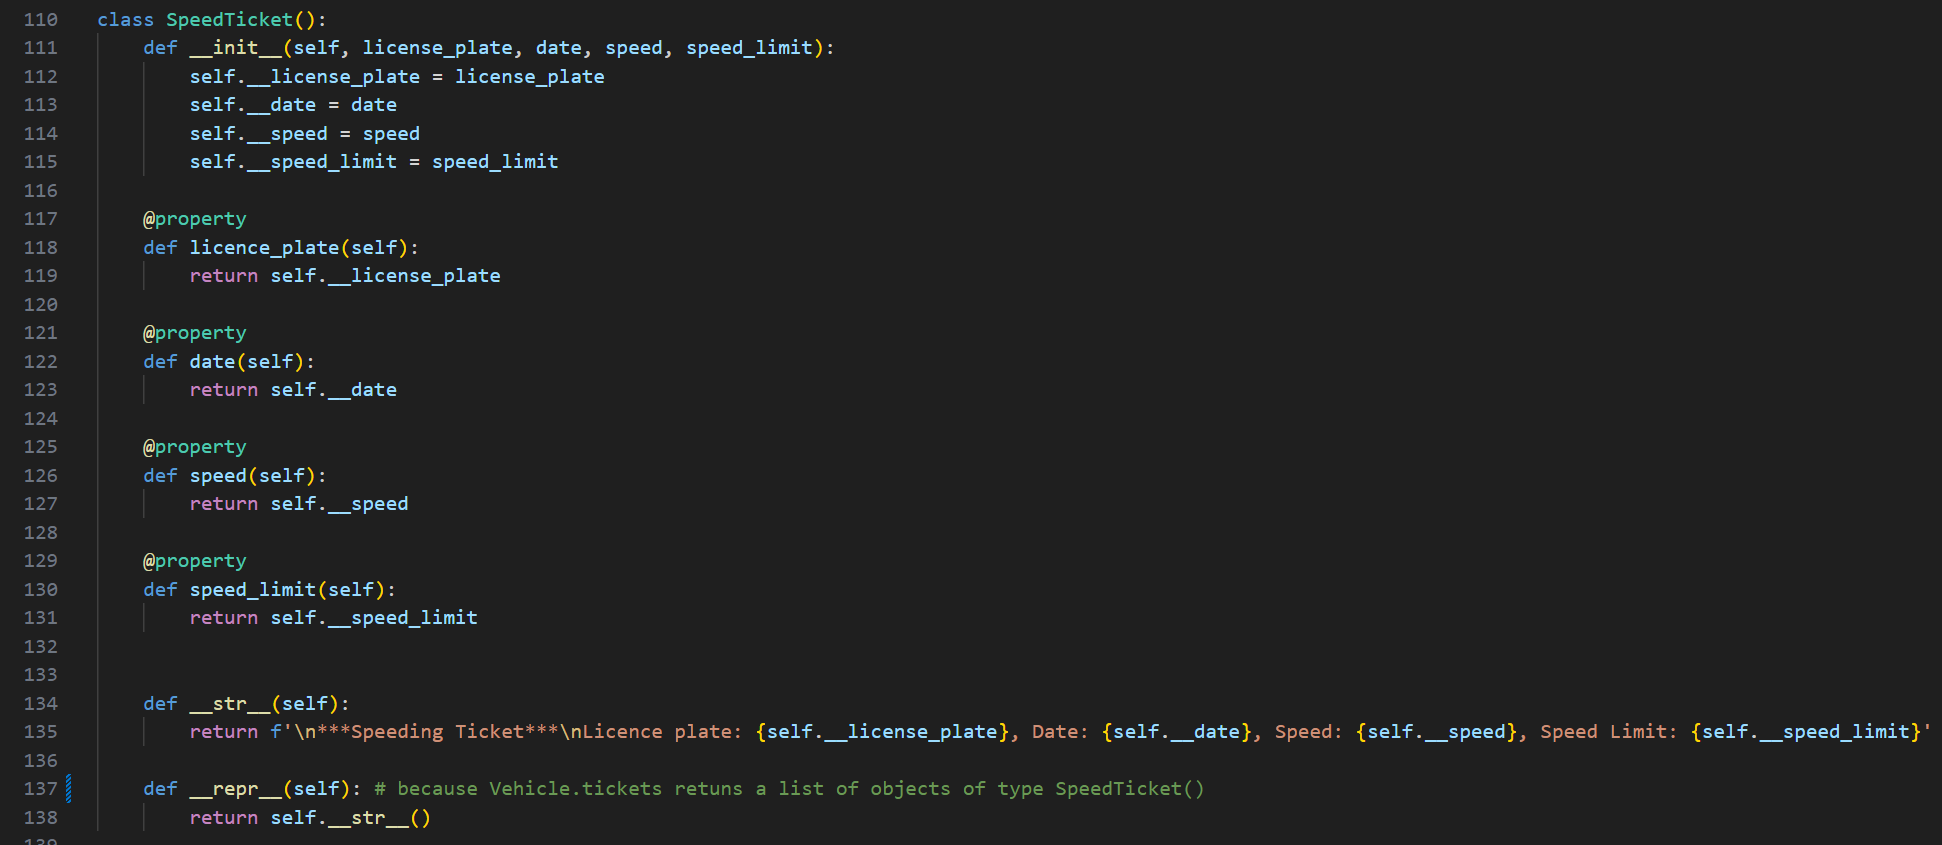 110 class SpeedTicket():
111     def __init__(self, license_plate, date, speed, speed_limit):
112         self.__license_plate = license_plate
113         self.__date = date
114         self.__speed = speed
115         self.__speed_limit = speed_limit
116
117     @property
118     def licence_plate(self):
119         return self.__license_plate
120
121     @property
122     def date(self):
123         return self.__date
124
125     @property
126     def speed(self):
127         return self.__speed
128
129     @property
130     def speed_limit(self):
131         return self.__speed_limit
132
133
134     def __str__(self):
135         return f'\n***Speeding Ticket***\nLicence plate: {self.__license_plate}, Date: {self.__date}, Speed: {self.__speed}, Speed Limit: {self.__speed_limit}'
136
137     def __repr__(self): # because Vehicle.tickets retuns a list of objects of type SpeedTicket()
138         return self.__str__()
139